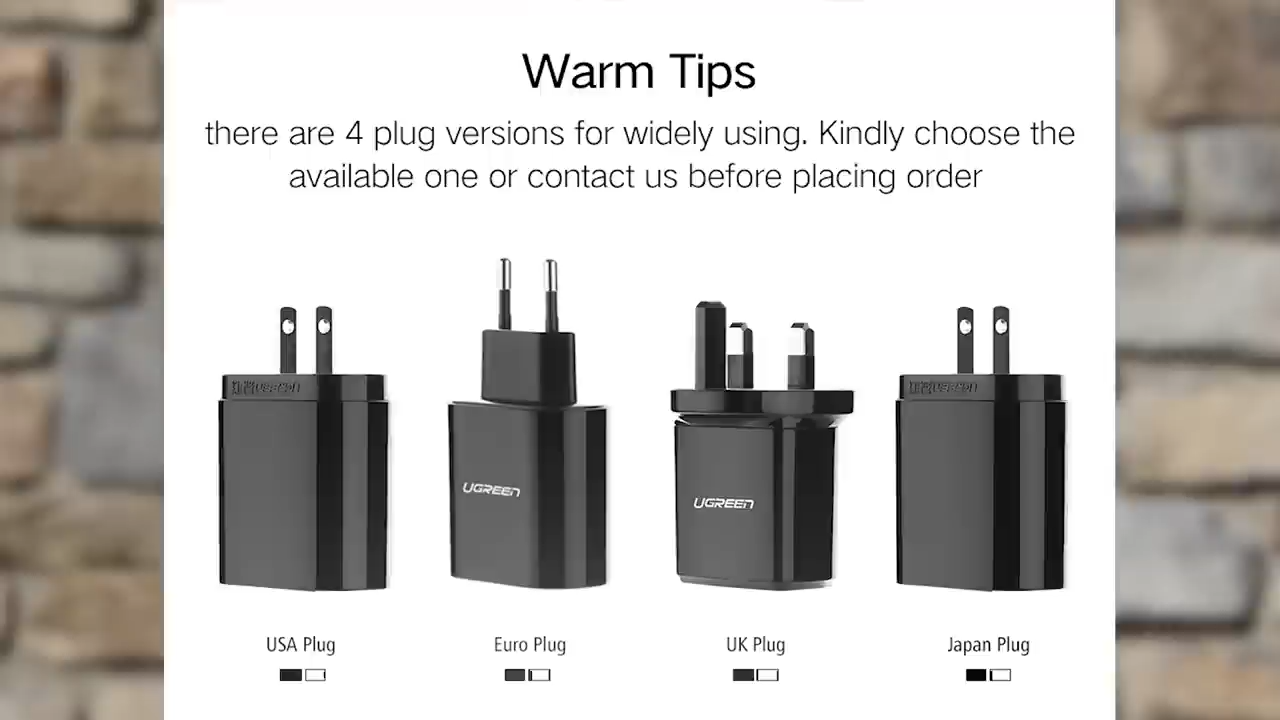 Warm Tips
there are 4 plug versions for widely using. Kindly choose the
available one or contact us before placing order
UGREEN
UGREEN
UGREEN
UGREEN
USA Plug
Euro Plug
UK Plug
Japan Plug